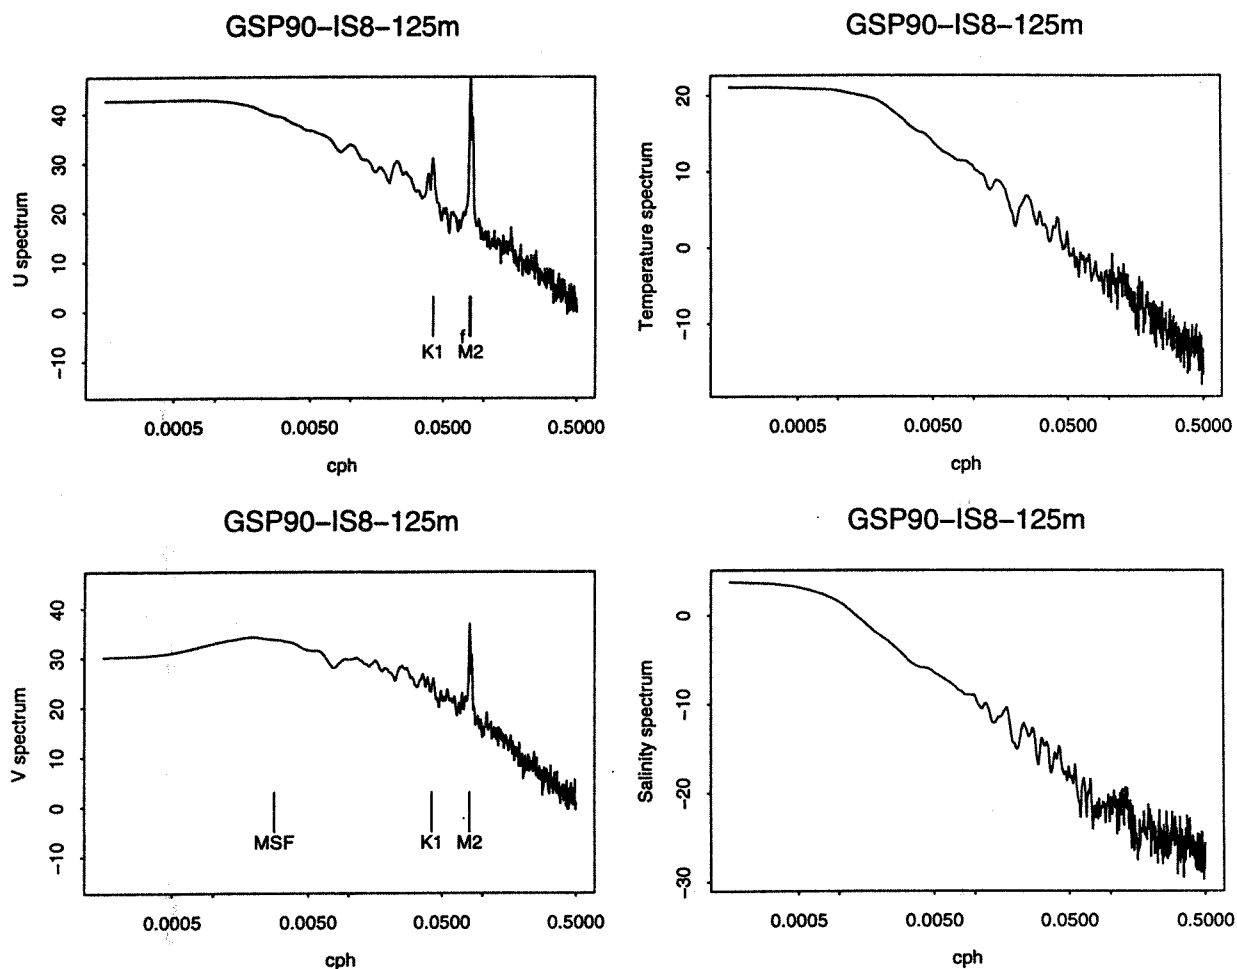 GSP90-IS8-125m
U spectrum
40
30
20
10
0
-10
K1
f
M2
0.0005 0.0050 0.0500 0.5000
cph
GSP90-IS8-125m
Temperature spectrum
20
10
0
-10
0.0005 0.0050 0.0500 0.5000
cph
GSP90-IS8-125m
V spectrum
40
30
20
10
0
-10
MSF K1 M2
0.0005 0.0050 0.0500 0.5000
cph
GSP90-IS8-125m
Salinity spectrum
0
-10
-20
-30
0.0005 0.0050 0.0500 0.5000
cph